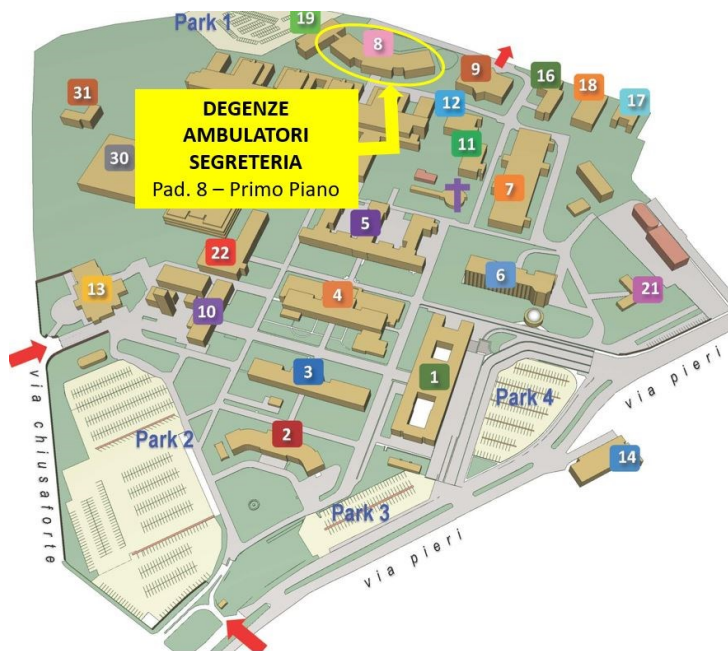 Park 1
19
8
9
16
18
17
31
12
DEGENZE
AMBULATORI
SEGRETERIA
Pad. 8 – Primo Piano
11
30
7
5
22
6
13
21
10
4
3
1
Park 4
via pieri
via chiusaforte
Park 2
2
14
Park 3
via pieri